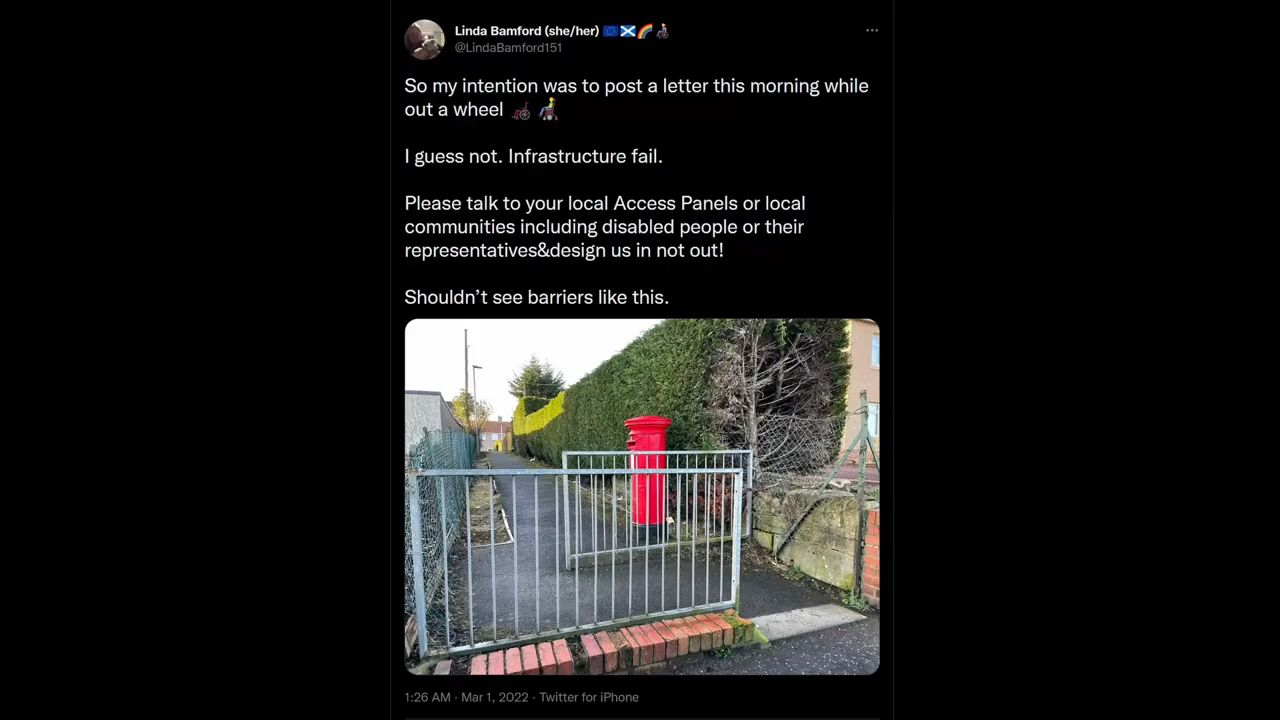 Linda Bamford (she/her) 🇪🇺🏴󠁧󠁢󠁳󠁣󠁴󠁿🌈👩🏻‍🦽
@LindaBamford151
So my intention was to post a letter this morning while
out a wheel 🦽 👩‍🦼
I guess not. Infrastructure fail.
Please talk to your local Access Panels or local
communities including disabled people or their
representatives&design us in not out!
Shouldn’t see barriers like this.
1:26 AM · Mar 1, 2022 · Twitter for iPhone